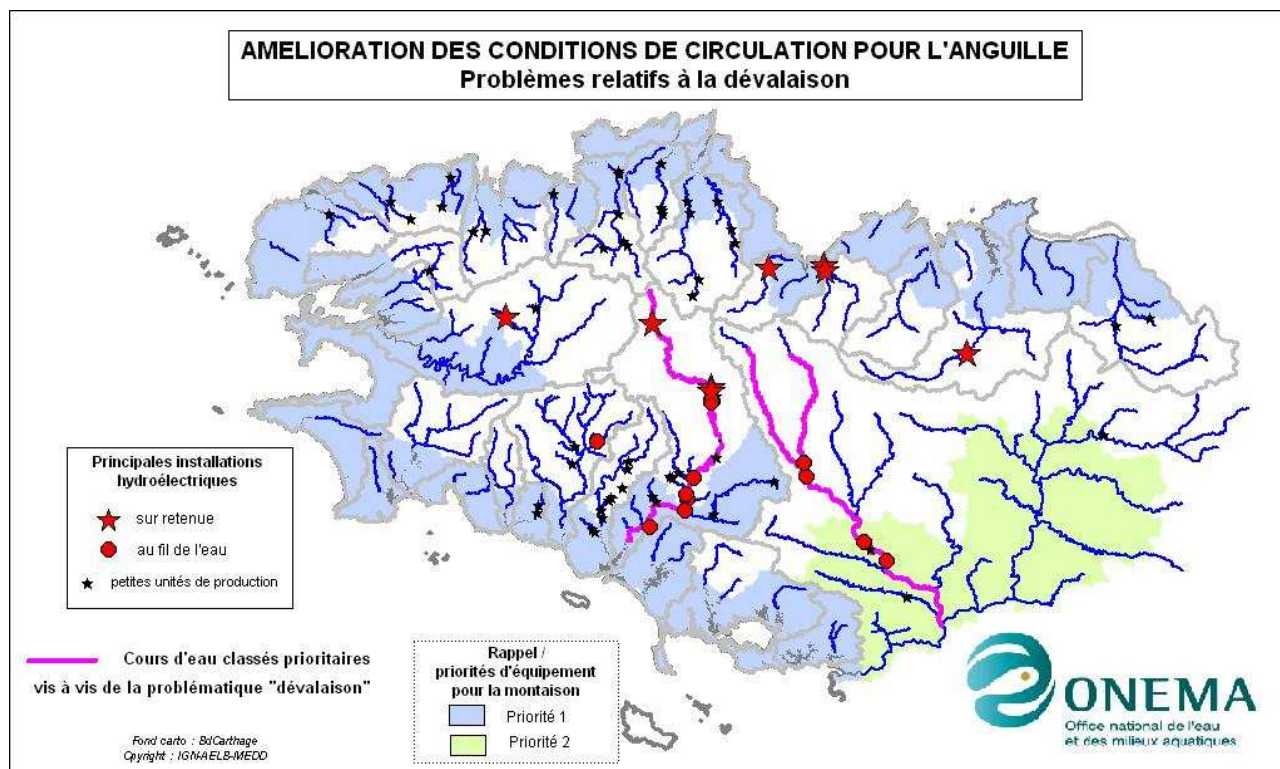 AMELIORATION DES CONDITIONS DE CIRCULATION POUR L'ANGUILLE
Problèmes relatifs à la dévalaison
Principales installations
hydroélectriques
sur retenue
au fil de l'eau
petites unités de production
Cours d'eau classés prioritaires
vis à vis de la problématique "dévalaison"
Fond carto : BdCarthage
Cpyright : IGN-AELB-MEDD
Rappel /
priorités d'équipement
pour la montaison
Priorité 1
Priorité 2
ONEMA
Office national de l'eau
et des milieux aquatiques